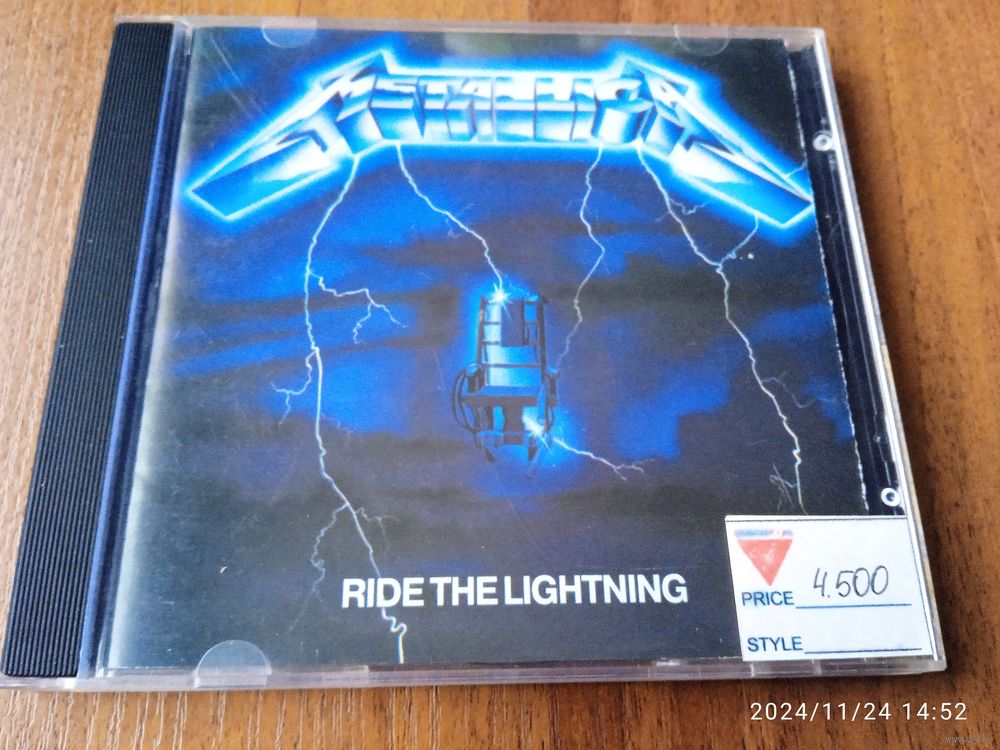 METALLICA
RIDE THE LIGHTNING
PRICE 4.500
STYLE
2024/11/24 14:52